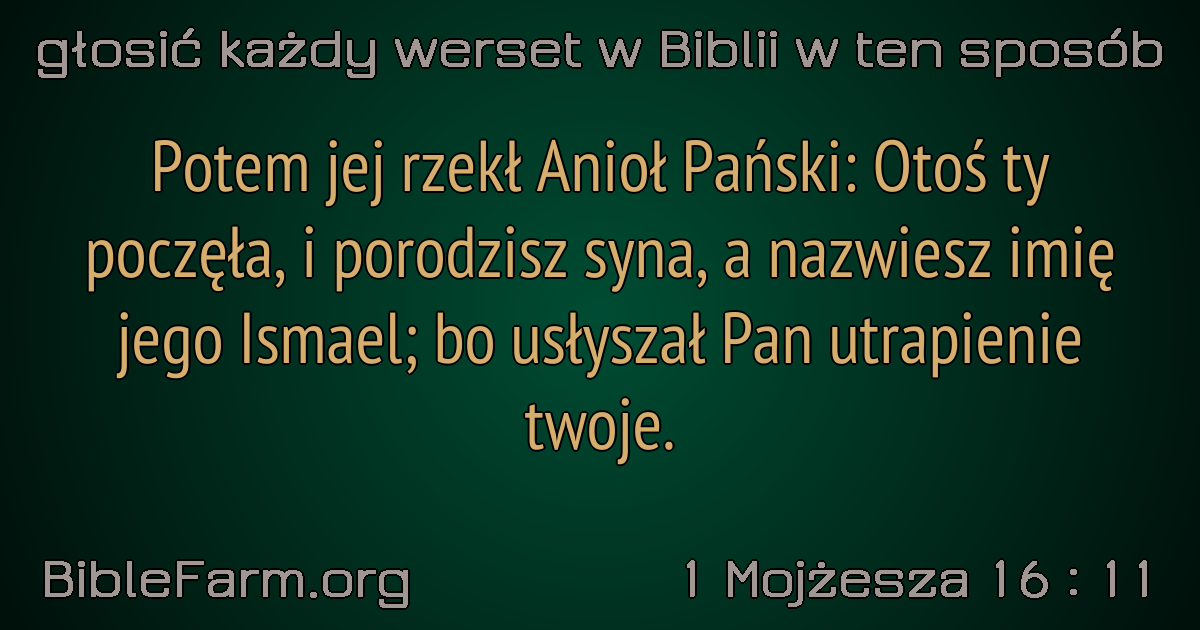 głosić każdy werset w Biblii w ten sposób
Potem jej rzekł Anioł Pański: Otoś ty
poczęła, i porodzisz syna, a nazwiesz imię
jego Ismael; bo usłyszał Pan utrapienie
twoje.
BibleFarm.org
1 Mojżesza 16 : 11